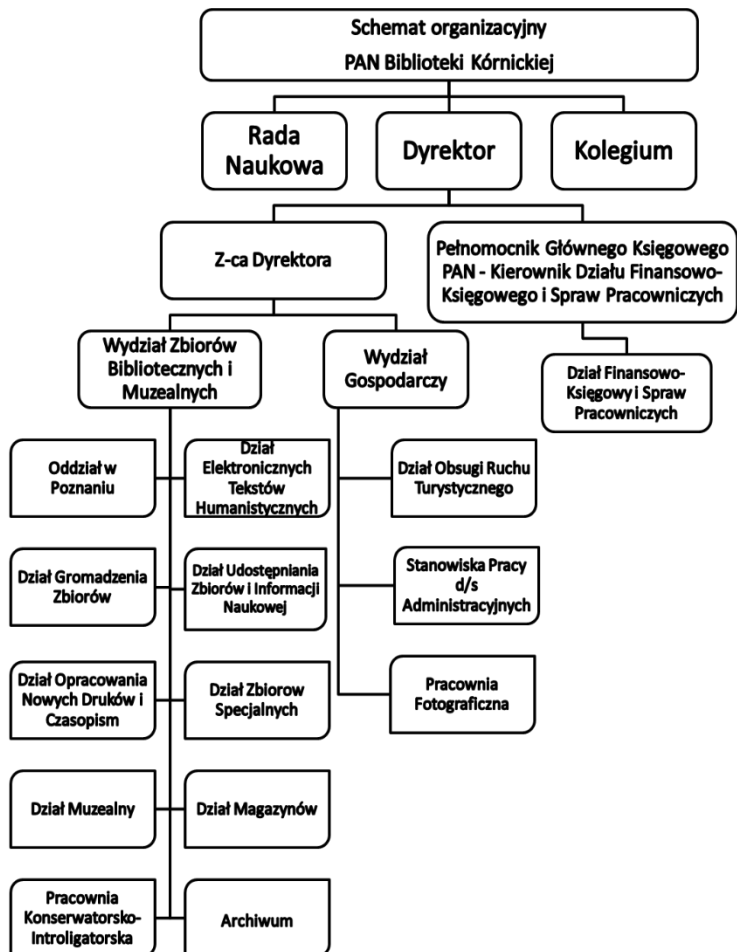 Schemat organizacyjny
PAN Biblioteki Kórnickiej
Rada
Naukowa
Dyrektor
Kolegium
Z-ca Dyrektora
Pełnomocnik Głównego Księgowego
PAN - Kierownik Działu Finansowo-
Księgowego i Spraw Pracowniczych
Wydział Zbiorów
Bibliotecznych i
Muzealnych
Wydział
Gospodarczy
Dział Finansowo-
Księgowy i Spraw
Pracowniczych
Oddział w
Poznaniu
Dział
Elektronicznych
Tekstów
Humanistycznych
Dział Obsugi Ruchu
Turystycznego
Dział Gromadzenia
Zbiorów
Dział Udostępniania
Zbiorów i Informacji
Naukowej
Stanowiska Pracy
d/s
Administracyjnych
Dział Opracowania
Nowych Druków i
Czasopism
Dział Zbiorow
Specjalnych
Pracownia
Fotograficzna
Dział Muzealny
Dział Magazynów
Pracownia
Konserwatorsko-
Introligatorska
Archiwum